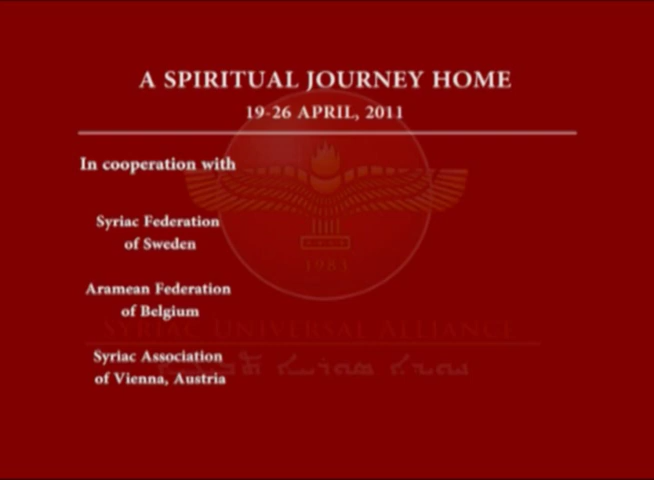 A SPIRITUAL JOURNEY HOME
19-26 APRIL, 2011
In cooperation with
Syriac Federation
of Sweden
1983
Aramean Federation
of Belgium
SYRIAC UNIVERSAL ALLIANCE
Syriac Association
of Vienna, Austria